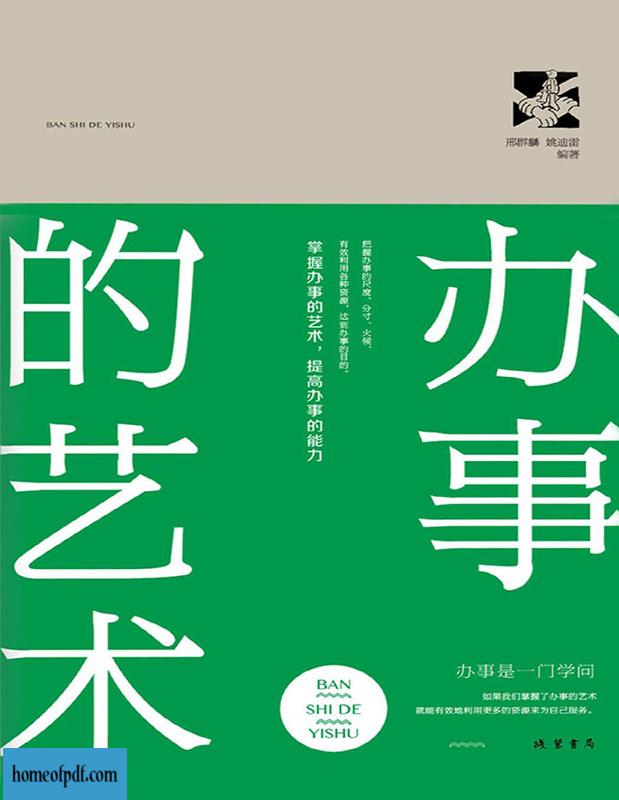 BAN SHI DE YISHU
邢群麟 姚迪雷
编著
办事
的艺术
把握办事的尺度、分寸、火候，
有效利用各种资源，达到办事的目的。
掌握办事的艺术，提高办事的能力
办事是一门学问
如果我们掌握了办事的艺术
就能有效地利用更多的资源来为自己服务。
BAN
SHI DE
YISHU
线装书局
homeofpdf.com